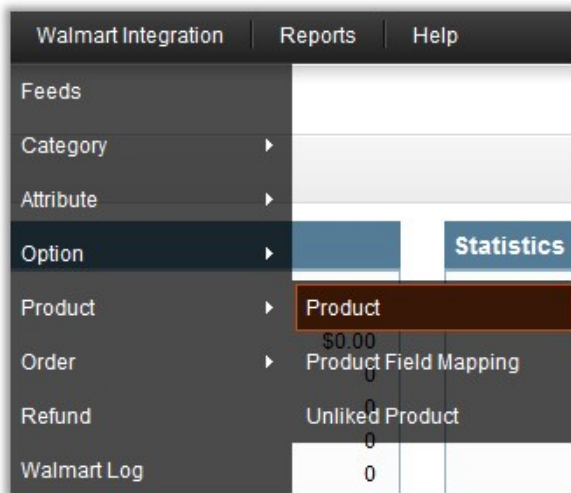 Walmart Integration Reports Help
Feeds
Category
Attribute
Option Statistics
Product Product
$0.00
Order Product Field Mapping
0
Refund Unliked Product
0
0
Walmart Log 0